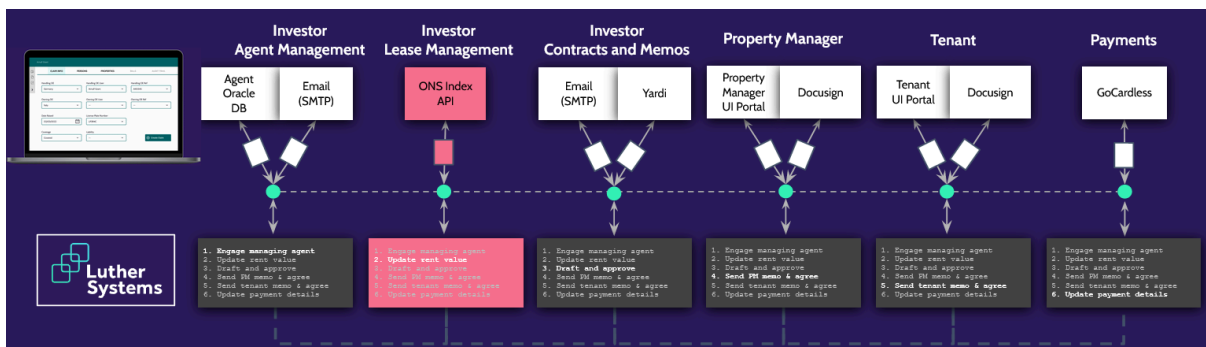 Investor
Agent Management
Investor
Lease Management
Investor
Contracts and Memos
Property Manager
Tenant
Payments
Agent
Oracle
DB
Email
(SMTP)
ONS Index
API
Email
(SMTP)
Yardi
Property
Manager
UI Portal
Docusign
Tenant
UI Portal
Docusign
GoCardless
Luther
Systems
1. Engage managing agent
2. Update rent value
3. Draft and approve
4. Send PM memo & agree
5. Send tenant memo & agree
6. Update payment details
1. Engage managing agent
2. Update rent value
3. Draft and approve
4. Send PM memo & agree
5. Send tenant memo & agree
6. Update payment details
1. Engage managing agent
2. Update rent value
3. Draft and approve
4. Send PM memo & agree
5. Send tenant memo & agree
6. Update payment details
1. Engage managing agent
2. Update rent value
3. Draft and approve
4. Send PM memo & agree
5. Send tenant memo & agree
6. Update payment details
1. Engage managing agent
2. Update rent value
3. Draft and approve
4. Send PM memo & agree
5. Send tenant memo & agree
6. Update payment details
1. Engage managing agent
2. Update rent value
3. Draft and approve
4. Send PM memo & agree
5. Send tenant memo & agree
6. Update payment details